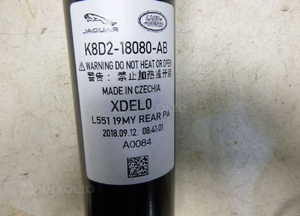 JAGUAR
LAND ROVER
K8D2-18080-AB
⚠WARNING DO NOT HEAT OR OPEN
警告：禁止加热或开启
MADE IN CZECHIA
XDEL0
L551 19MY REAR PA
2018.09.12. 08:41:01
A0084